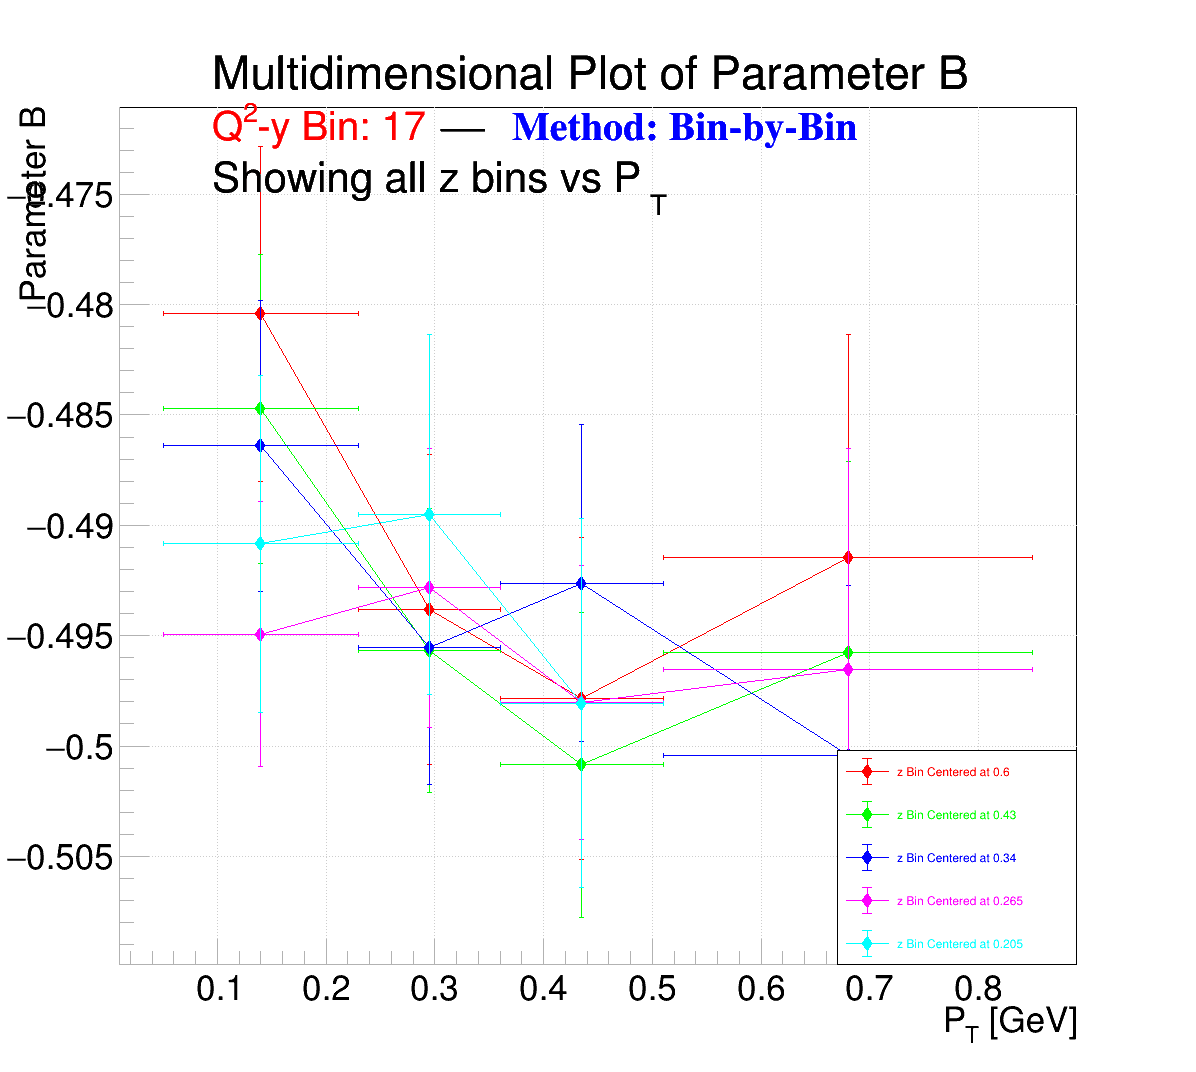 Multidimensional Plot of Parameter B
Q²-y Bin: 17 — Method: Bin-by-Bin
Showing all z bins vs P_T
Parameter B
−0.475
−0.48
−0.485
−0.49
−0.495
−0.5
−0.505
z Bin Centered at 0.6
z Bin Centered at 0.43
z Bin Centered at 0.34
z Bin Centered at 0.265
z Bin Centered at 0.205
0.1 0.2 0.3 0.4 0.5 0.6 0.7 0.8
P_T [GeV]